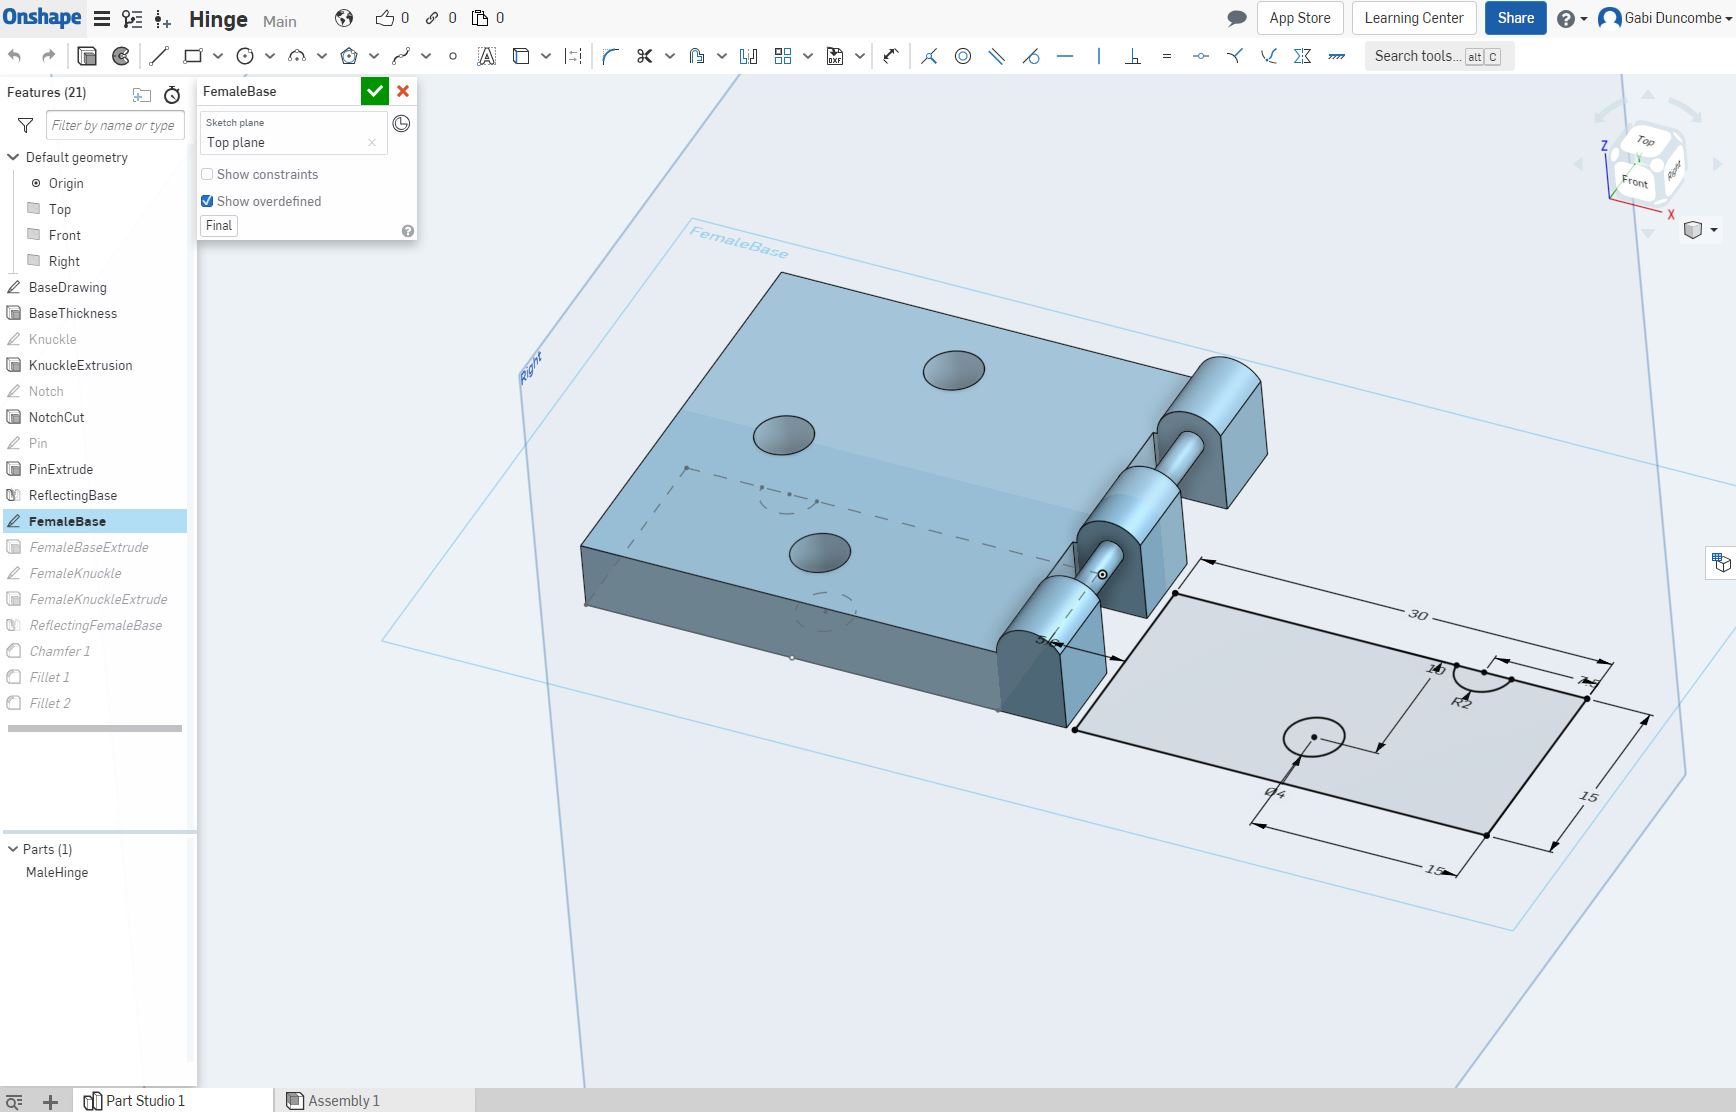 Onshape
Hinge Main
0 0 0
App Store
Learning Center
Share
Gabi Duncombe
Search tools... alt C
Features (21)
Filter by name or type
Default geometry
Origin
Top
Front
Right
BaseDrawing
BaseThickness
Knuckle
KnuckleExtrusion
Notch
NotchCut
Pin
PinExtrude
ReflectingBase
FemaleBase
FemaleBaseExtrude
FemaleKnuckle
FemaleKnuckleExtrude
ReflectingFemaleBase
Chamfer 1
Fillet 1
Fillet 2
Parts (1)
MaleHinge
FemaleBase
Sketch plane
Top plane
Show constraints
Show overdefined
Final
FemaleBase
Right
Top
Front
Right
Z
Y
X
30
10
7.5
R2
Ø4
15
15
Part Studio 1
Assembly 1